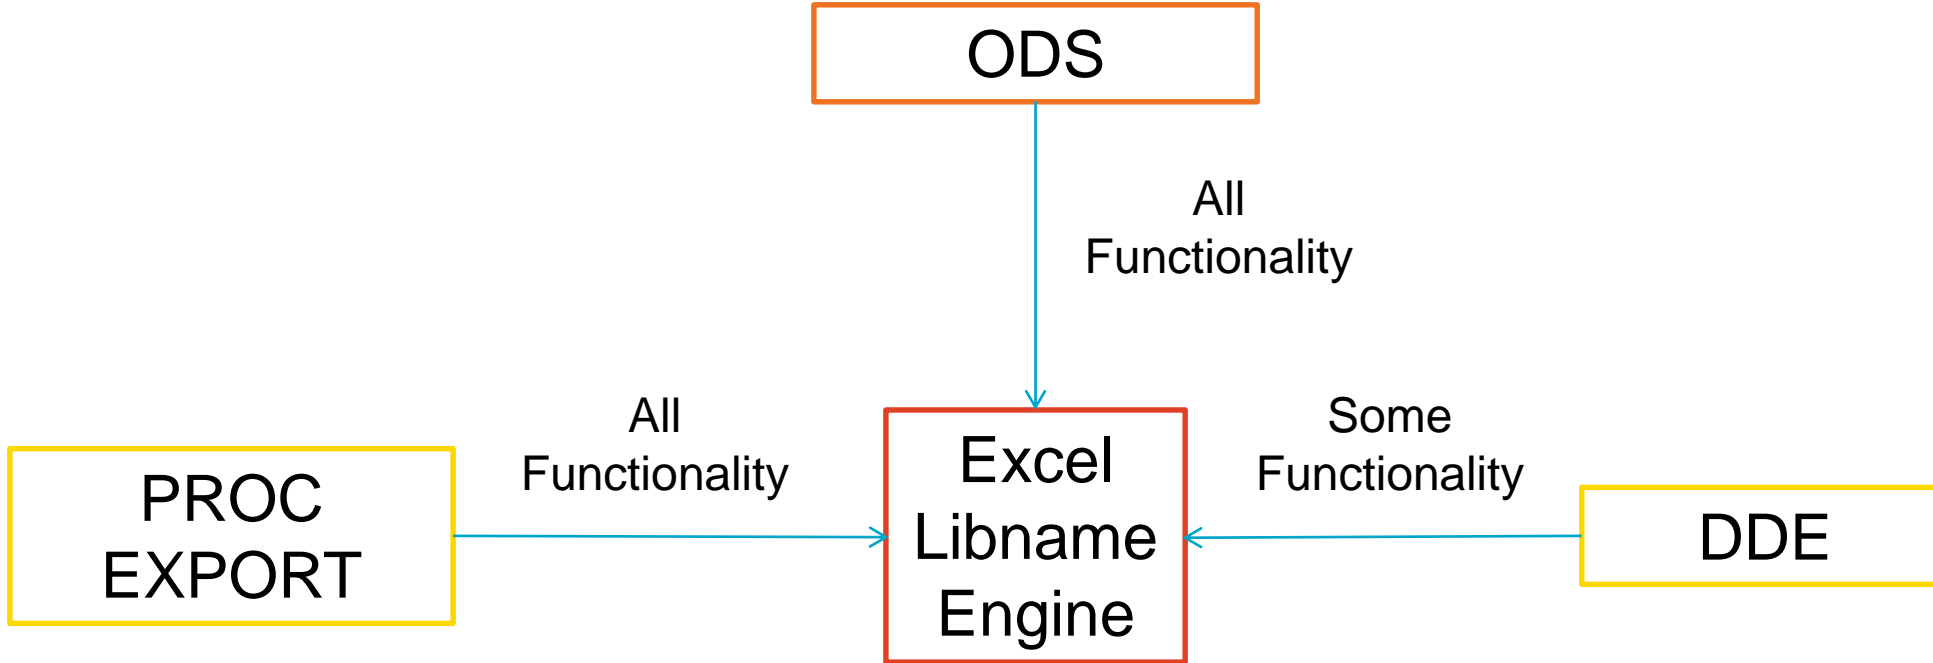 ODS
All
Functionality
All
Functionality
Some
Functionality
PROC
EXPORT
Excel
Libname
Engine
DDE